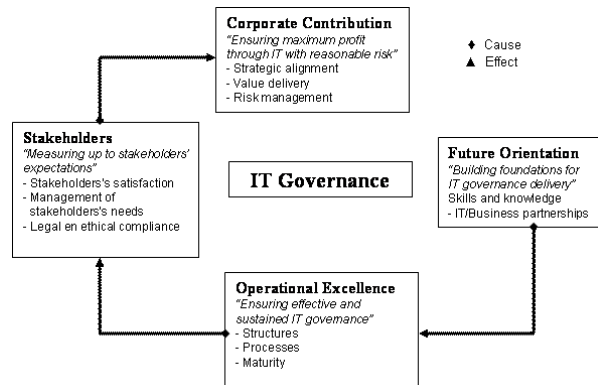 Corporate Contribution
"Ensuring maximum profit
through IT with reasonable risk"
- Strategic alignment
- Value delivery
- Risk management
Cause
Effect
Stakeholders
"Measuring up to stakeholders'
expectations"
- Stakeholders's satisfaction
- Management of
stakeholders's needs
- Legal en ethical compliance
IT Governance
Future Orientation
"Building foundations for
IT governance delivery"
Skills and knowledge
- IT/Business partnerships
Operational Excellence
"Ensuring effective and
sustained IT governance"
- Structures
- Processes
- Maturity